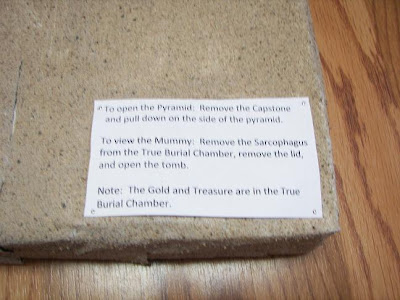 To open the Pyramid: Remove the Capstone
and pull down on the side of the pyramid.
To view the Mummy: Remove the Sarcophagus
from the True Burial Chamber, remove the lid,
and open the tomb.
Note: The Gold and Treasure are in the True
Burial Chamber.